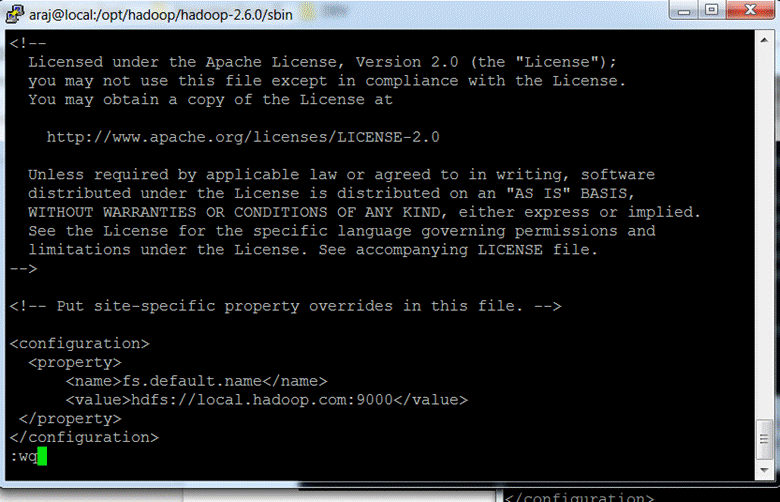 araj@local:/opt/hadoop/hadoop-2.6.0/sbin
<!--
  Licensed under the Apache License, Version 2.0 (the "License");
  you may not use this file except in compliance with the License.
  You may obtain a copy of the License at

    http://www.apache.org/licenses/LICENSE-2.0

  Unless required by applicable law or agreed to in writing, software
  distributed under the License is distributed on an "AS IS" BASIS,
  WITHOUT WARRANTIES OR CONDITIONS OF ANY KIND, either express or implied.
  See the License for the specific language governing permissions and
  limitations under the License. See accompanying LICENSE file.
-->

<!-- Put site-specific property overrides in this file. -->

<configuration>
  <property>
      <name>fs.default.name</name>
      <value>hdfs://local.hadoop.com:9000</value>
 </property>
</configuration>
:wq
</configuration>